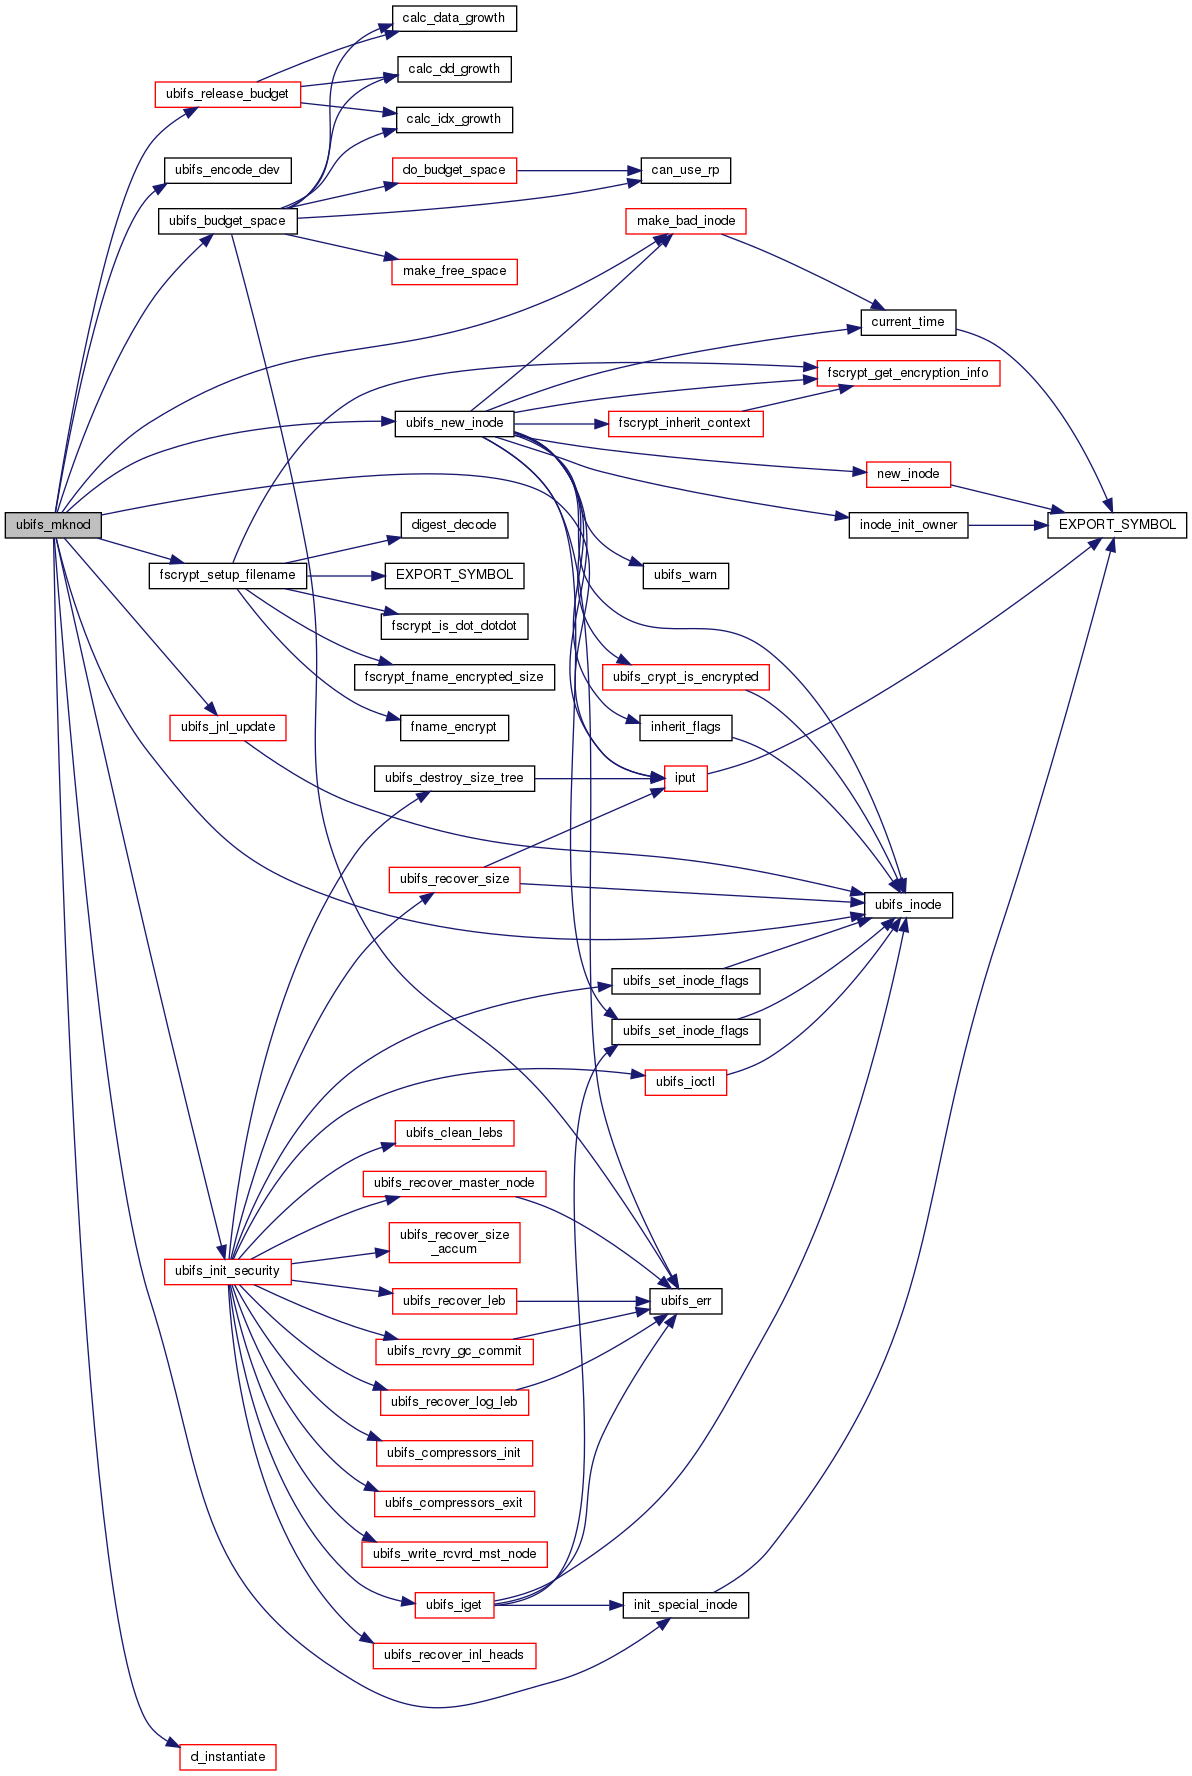 calc_data_growth
calc_dd_growth
ubifs_release_budget
calc_idx_growth
ubifs_encode_dev
do_budget_space
can_use_rp
ubifs_budget_space
make_bad_inode
make_free_space
current_time
fscrypt_get_encryption_info
ubifs_new_inode
fscrypt_inherit_context
new_inode
ubifs_mknod
digest_decode
inode_init_owner
EXPORT_SYMBOL
fscrypt_setup_filename
EXPORT_SYMBOL
ubifs_warn
fscrypt_is_dot_dotdot
fscrypt_fname_encrypted_size
ubifs_crypt_is_encrypted
ubifs_jnl_update
fname_encrypt
inherit_flags
ubifs_destroy_size_tree
iput
ubifs_recover_size
ubifs_inode
ubifs_set_inode_flags
ubifs_set_inode_flags
ubifs_ioctl
ubifs_clean_lebs
ubifs_recover_master_node
ubifs_recover_size
_accum
ubifs_init_security
ubifs_recover_leb
ubifs_err
ubifs_rcvry_gc_commit
ubifs_recover_log_leb
ubifs_compressors_init
ubifs_compressors_exit
ubifs_write_rcvrd_mst_node
ubifs_iget
init_special_inode
ubifs_recover_inl_heads
d_instantiate